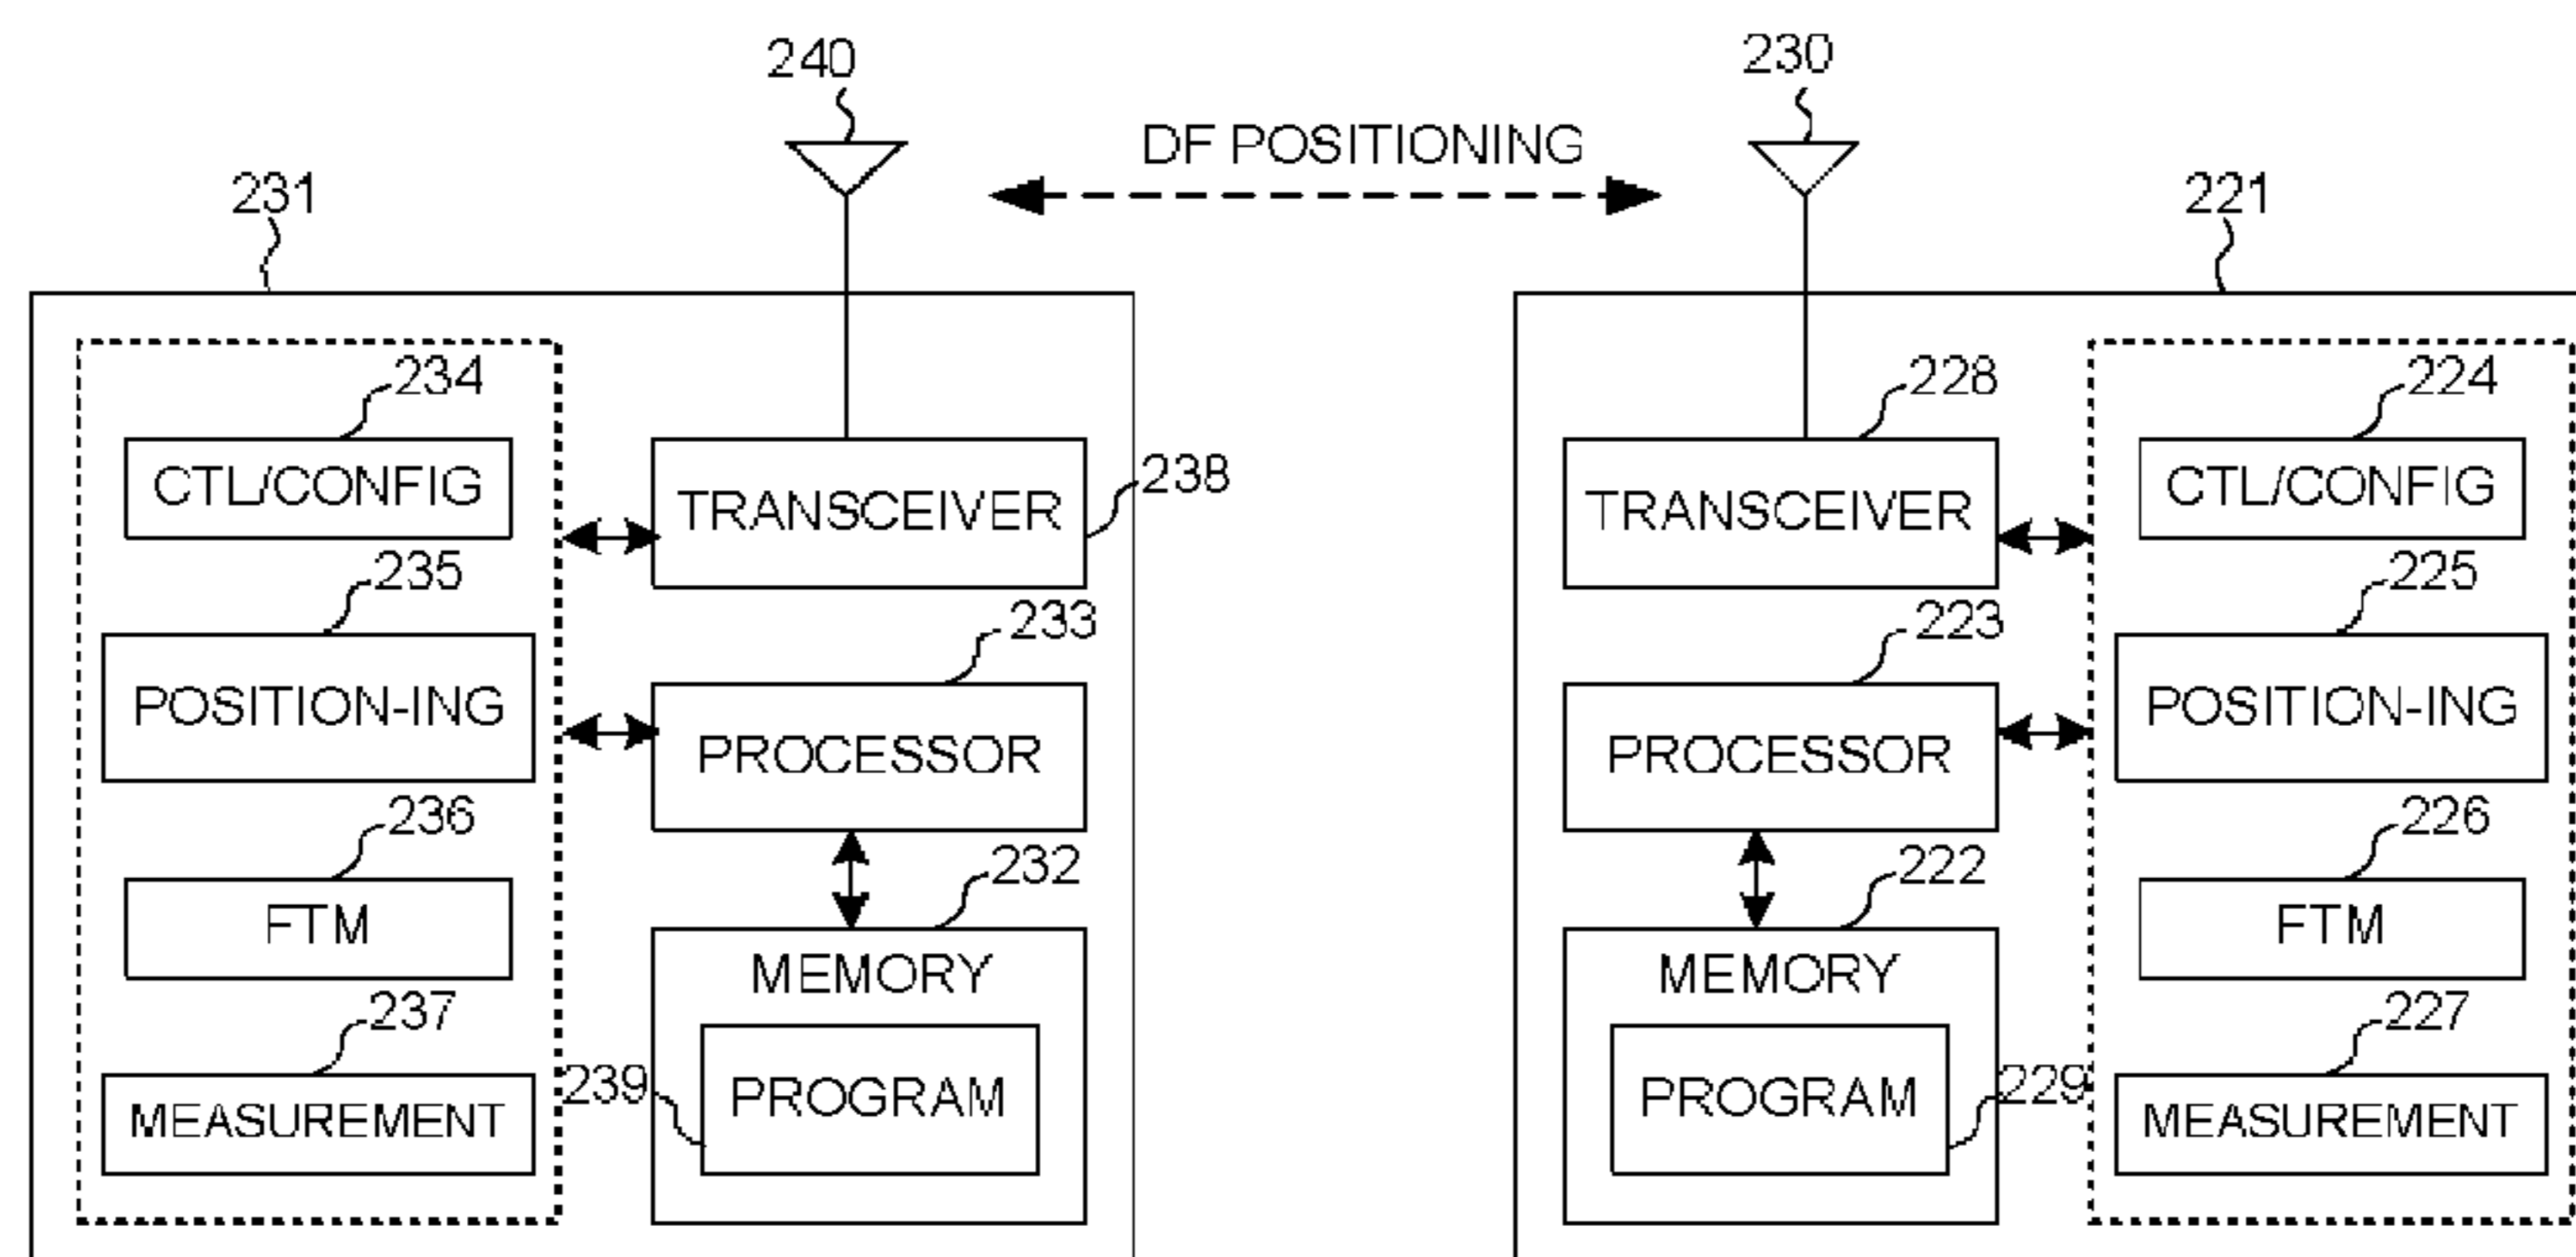 240
230
DF POSITIONING
231
221
234
CTL/CONFIG
TRANSCEIVER
238
235
POSITION-ING
233
PROCESSOR
236
FTM
232
MEMORY
237
MEASUREMENT
239
PROGRAM
228
TRANSCEIVER
224
CTL/CONFIG
223
PROCESSOR
225
POSITION-ING
222
MEMORY
226
FTM
PROGRAM
229
227
MEASUREMENT